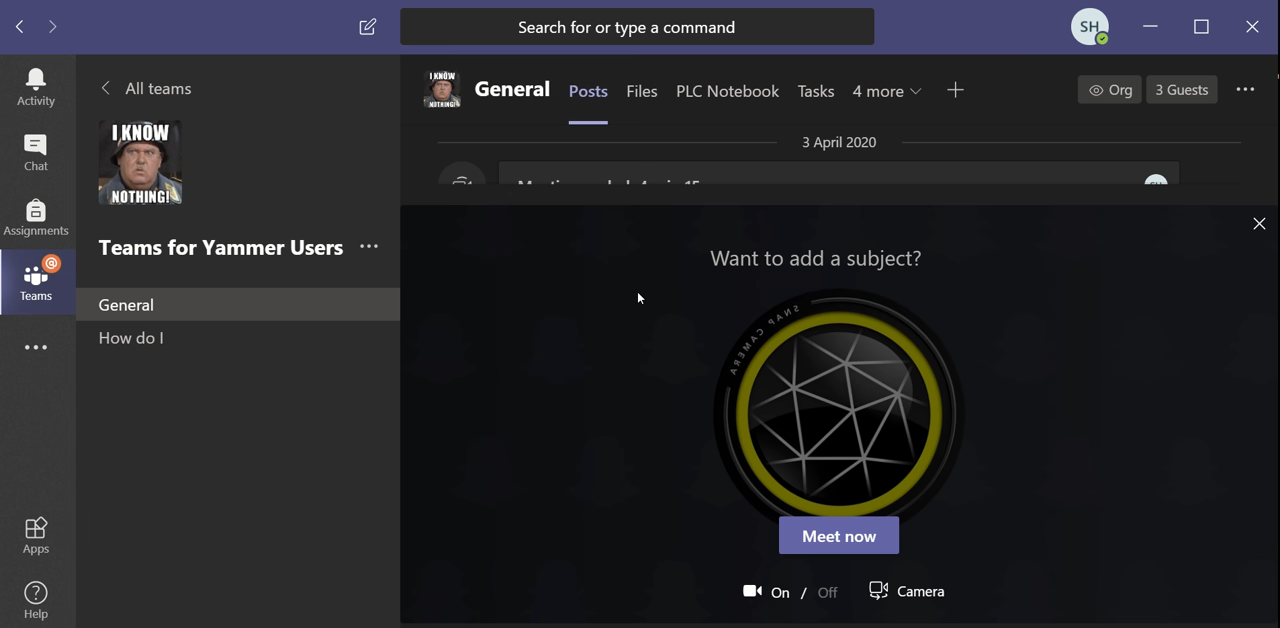 Search for or type a command
SH
Activity
Chat
Assignments
@
Teams
Apps
Help
All teams
I KNOW
NOTHING!
Teams for Yammer Users
General
How do I
I KNOW
NOTHING!
General
Posts
Files
PLC Notebook
Tasks
4 more
Org
3 Guests
3 April 2020
Want to add a subject?
SNAP CAMERA
Meet now
On / Off
Camera